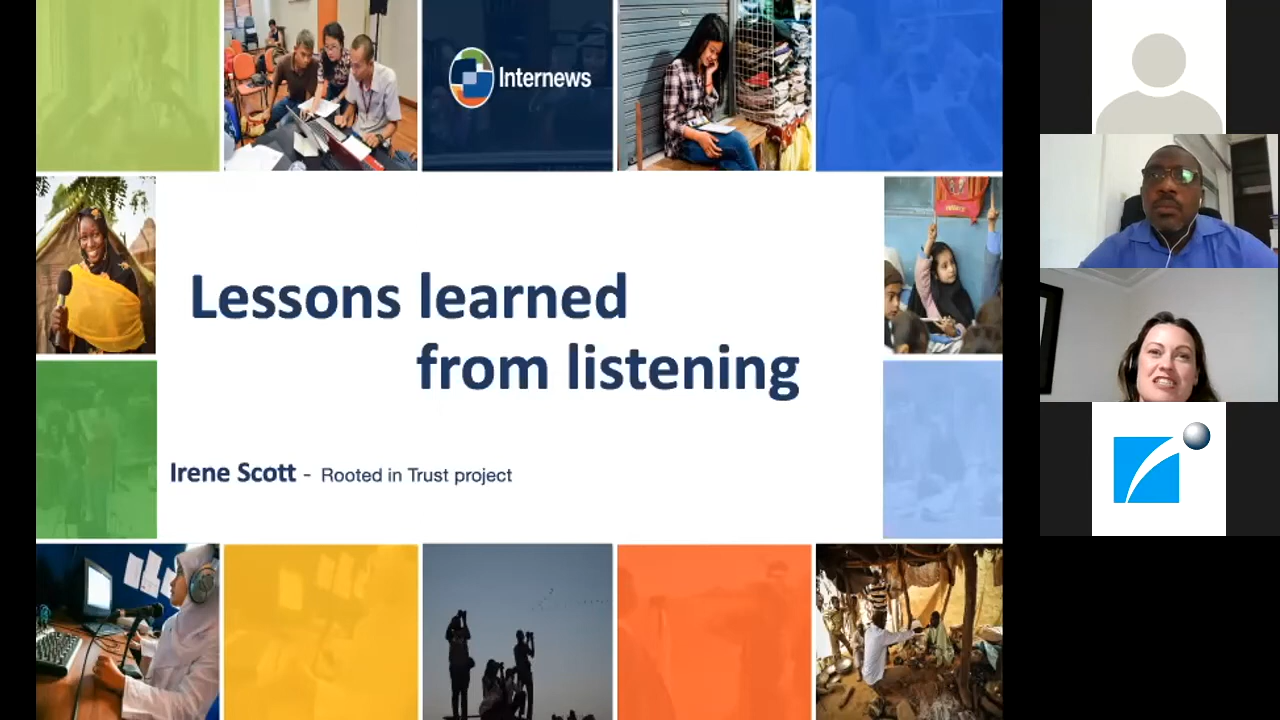 Internews
Lessons learned
from listening
Irene Scott - Rooted in Trust project